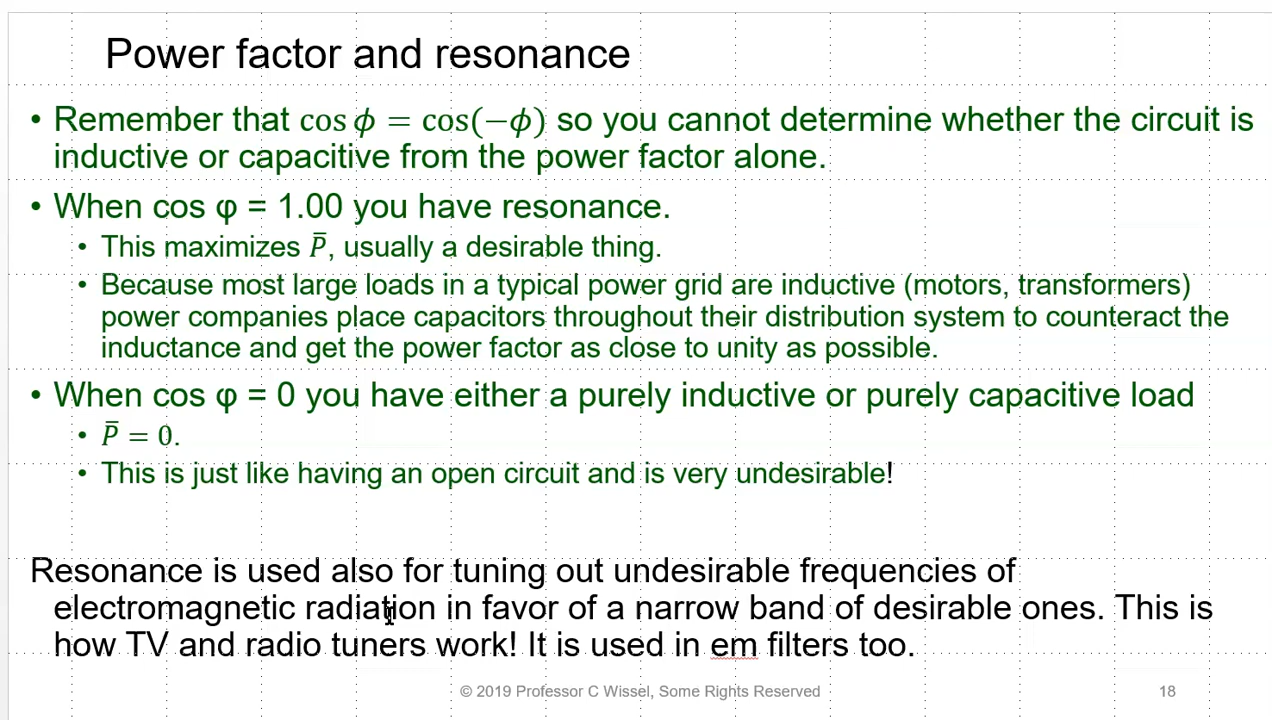 Power factor and resonance
• Remember that cos ϕ = cos(−ϕ) so you cannot determine whether the circuit is
inductive or capacitive from the power factor alone.
• When cos φ = 1.00 you have resonance.
• This maximizes P̄, usually a desirable thing.
• Because most large loads in a typical power grid are inductive (motors, transformers)
power companies place capacitors throughout their distribution system to counteract the
inductance and get the power factor as close to unity as possible.
• When cos φ = 0 you have either a purely inductive or purely capacitive load
• P̄ = 0.
• This is just like having an open circuit and is very undesirable!
Resonance is used also for tuning out undesirable frequencies of
electromagnetic radiation in favor of a narrow band of desirable ones. This is
how TV and radio tuners work! It is used in em filters too.
© 2019 Professor C Wissel, Some Rights Reserved
18